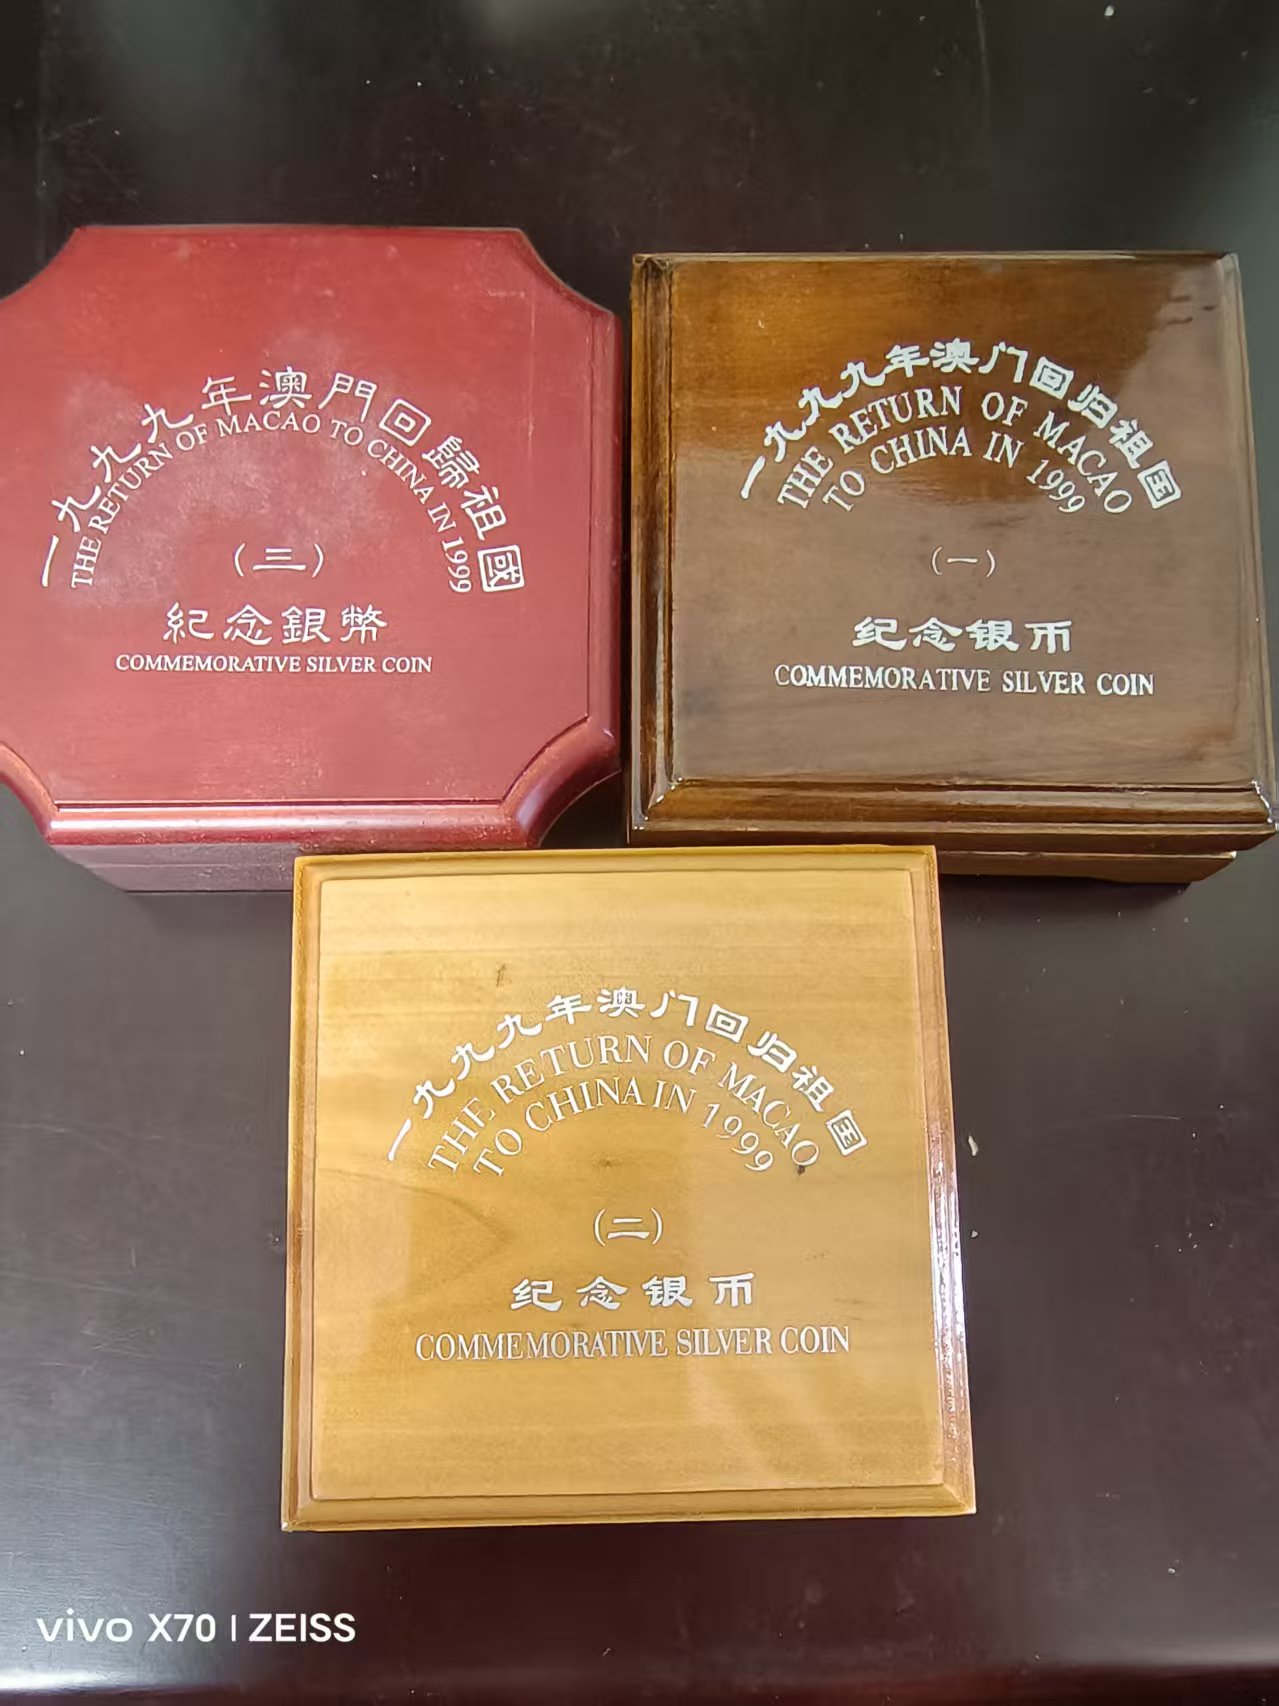 一九九九年澳門回歸祖國
THE RETURN OF MACAO TO CHINA IN 1999
(三)
紀念銀幣
COMMEMORATIVE SILVER COIN
一九九九年澳门回归祖国
THE RETURN OF MACAO
TO CHINA IN 1999
(一)
纪念银币
COMMEMORATIVE SILVER COIN
一九九九年澳门回归祖国
THE RETURN OF MACAO
TO CHINA IN 1999
(二)
纪念银币
COMMEMORATIVE SILVER COIN
vivo X70 | ZEISS